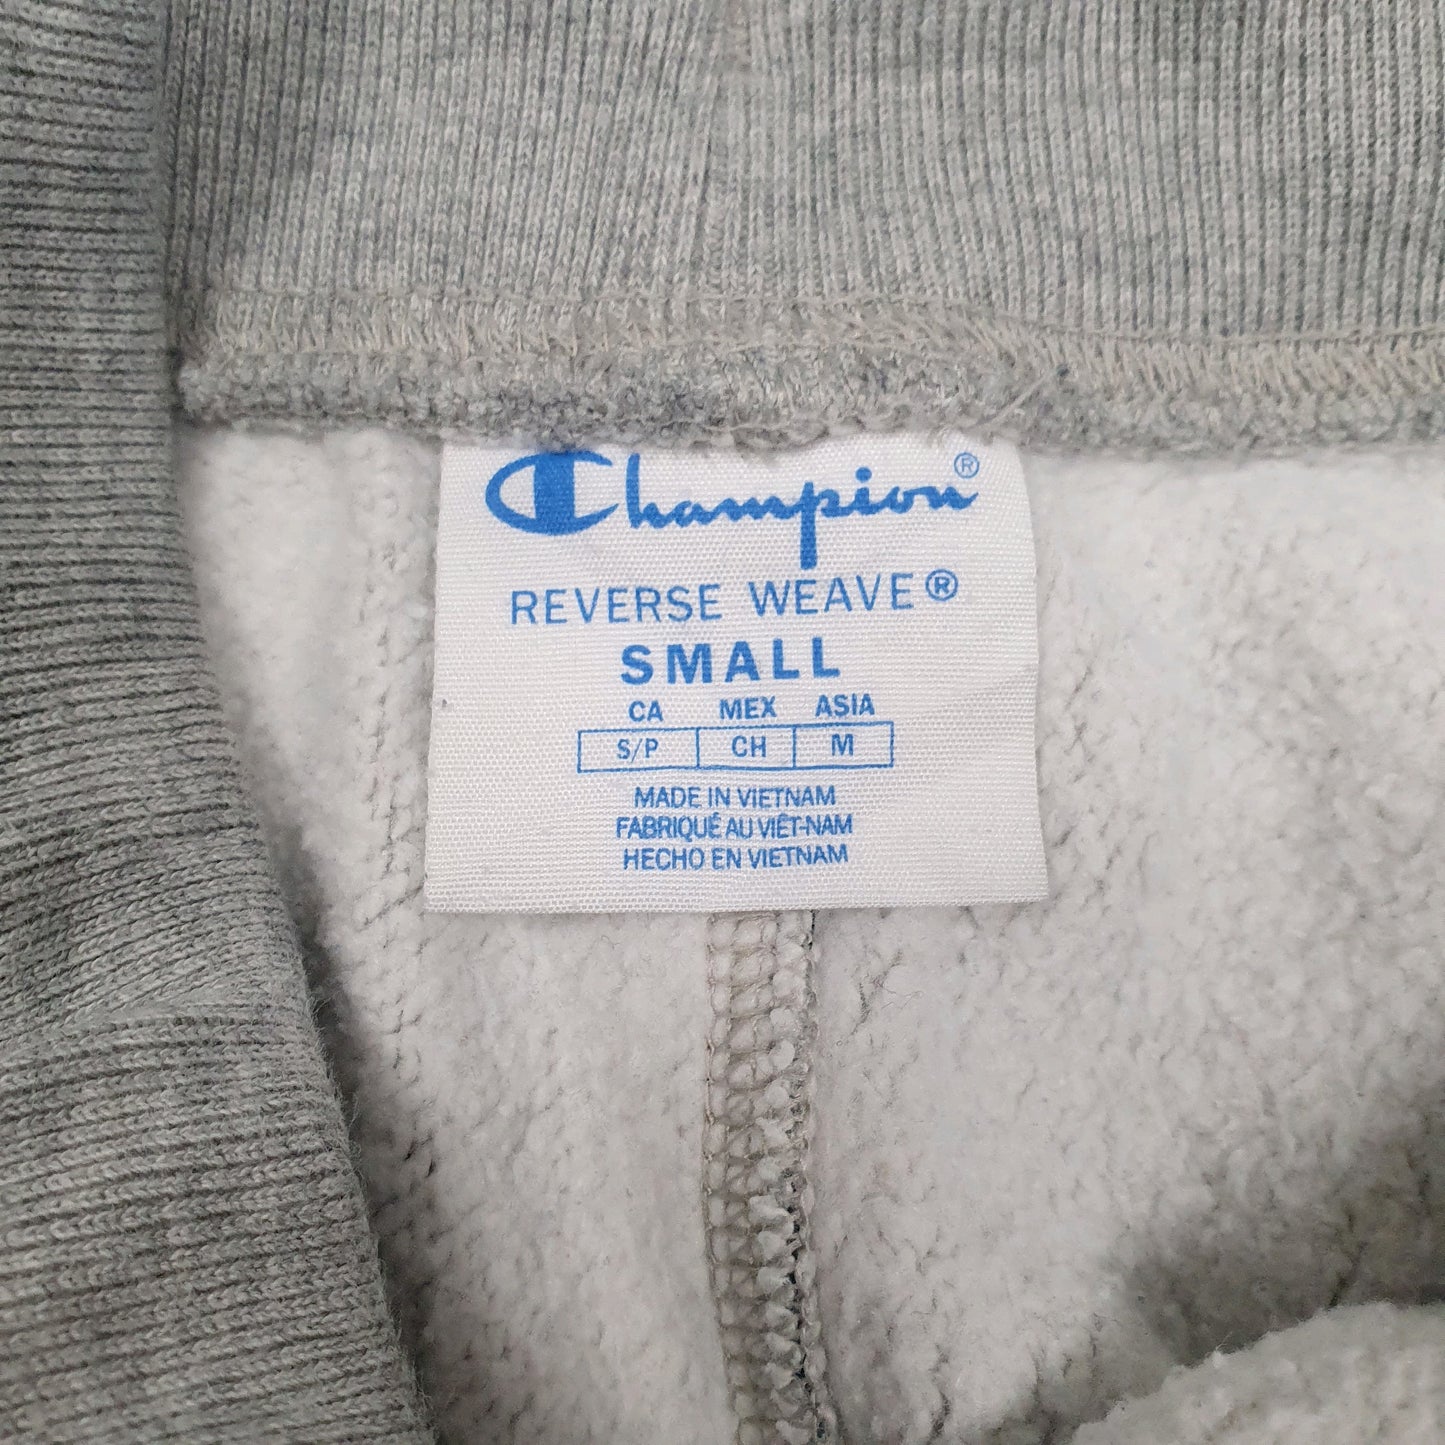 Champion®
REVERSE WEAVE®
SMALL
CA MEX ASIA
S/P CH M
MADE IN VIETNAM
FABRIQUÉ AU VIÊT-NAM
HECHO EN VIETNAM